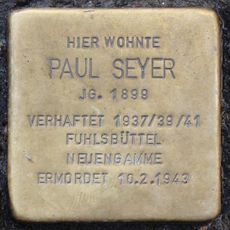 HIER WOHNTE
PAUL SEYER
JG. 1899
VERHAFTET 1937/39/41
FUHLSBÜTTEL
NEUENGAMME
ERMORDET 10.2.1943